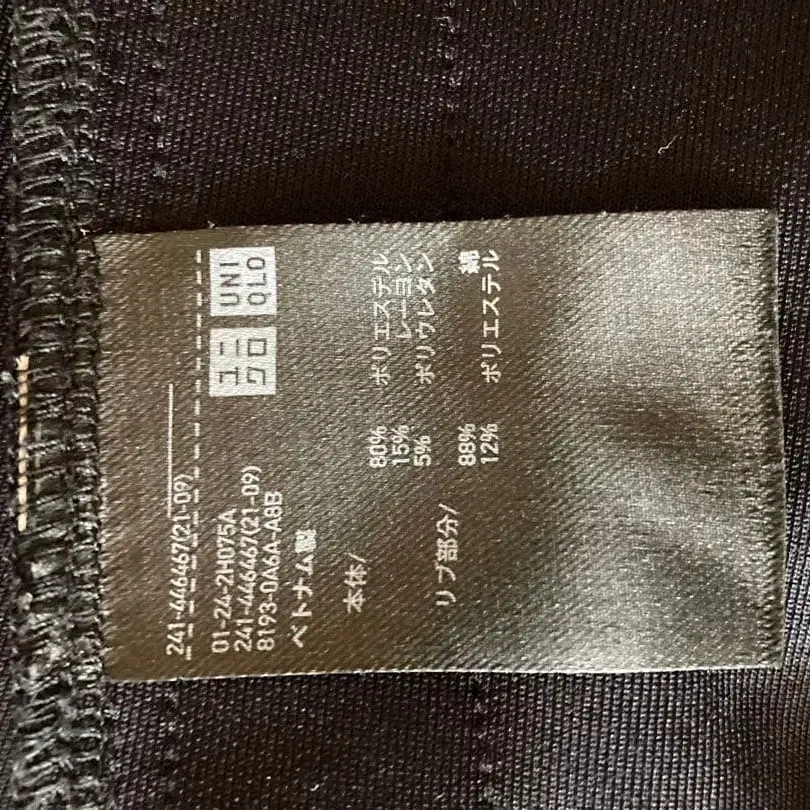 241-446467(21-09)
ユニ
クロ
UNI
QLO
01-24-2H075A
241-446467(21-09)
8193-0A6A-A8B
ベトナム製
本体/
80% ポリエステル
15% レーヨン
5% ポリウレタン
リブ部分/
88% 綿
12% ポリエステル